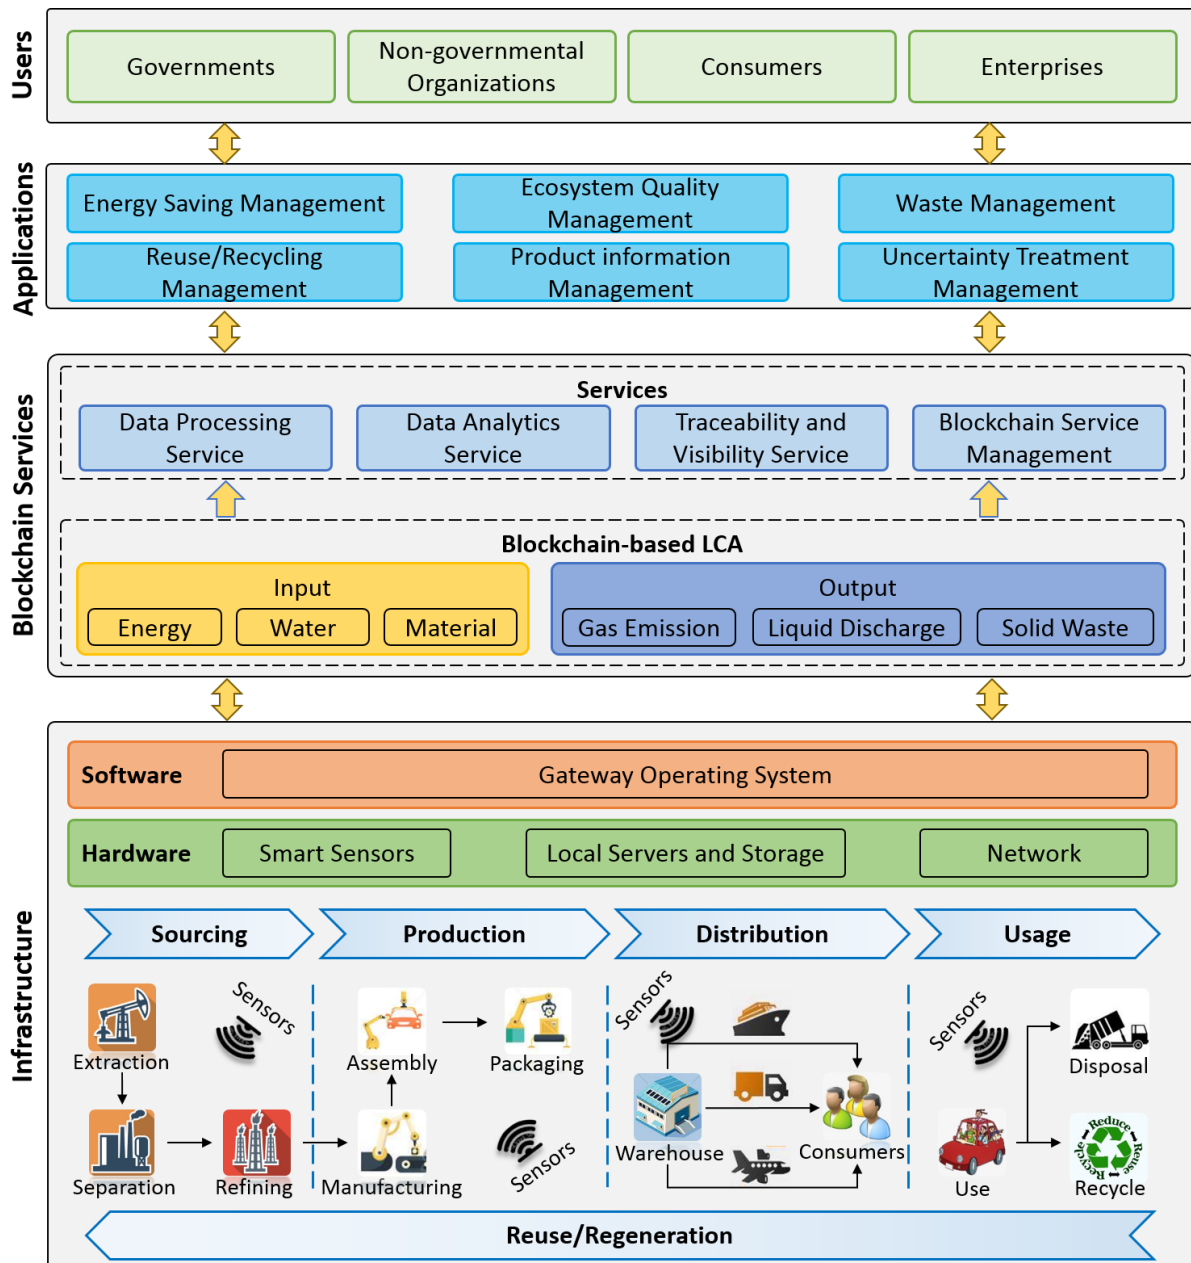 Users
Governments
Non-governmental
Organizations
Consumers
Enterprises
Applications
Energy Saving Management
Ecosystem Quality
Management
Waste Management
Reuse/Recycling
Management
Product information
Management
Uncertainty Treatment
Management
Blockchain Services
Services
Data Processing
Service
Data Analytics
Service
Traceability and
Visibility Service
Blockchain Service
Management
Blockchain-based LCA
Input
Energy
Water
Material
Output
Gas Emission
Liquid Discharge
Solid Waste
Infrastructure
Software
Gateway Operating System
Hardware
Smart Sensors
Local Servers and Storage
Network
Sourcing
Production
Distribution
Usage
Sensors
Extraction
Separation
Refining
Assembly
Packaging
Manufacturing
Sensors
Sensors
Warehouse
Consumers
Sensors
Disposal
Use
Reduce
Reuse
Recycle
Recycle
Reuse/Regeneration